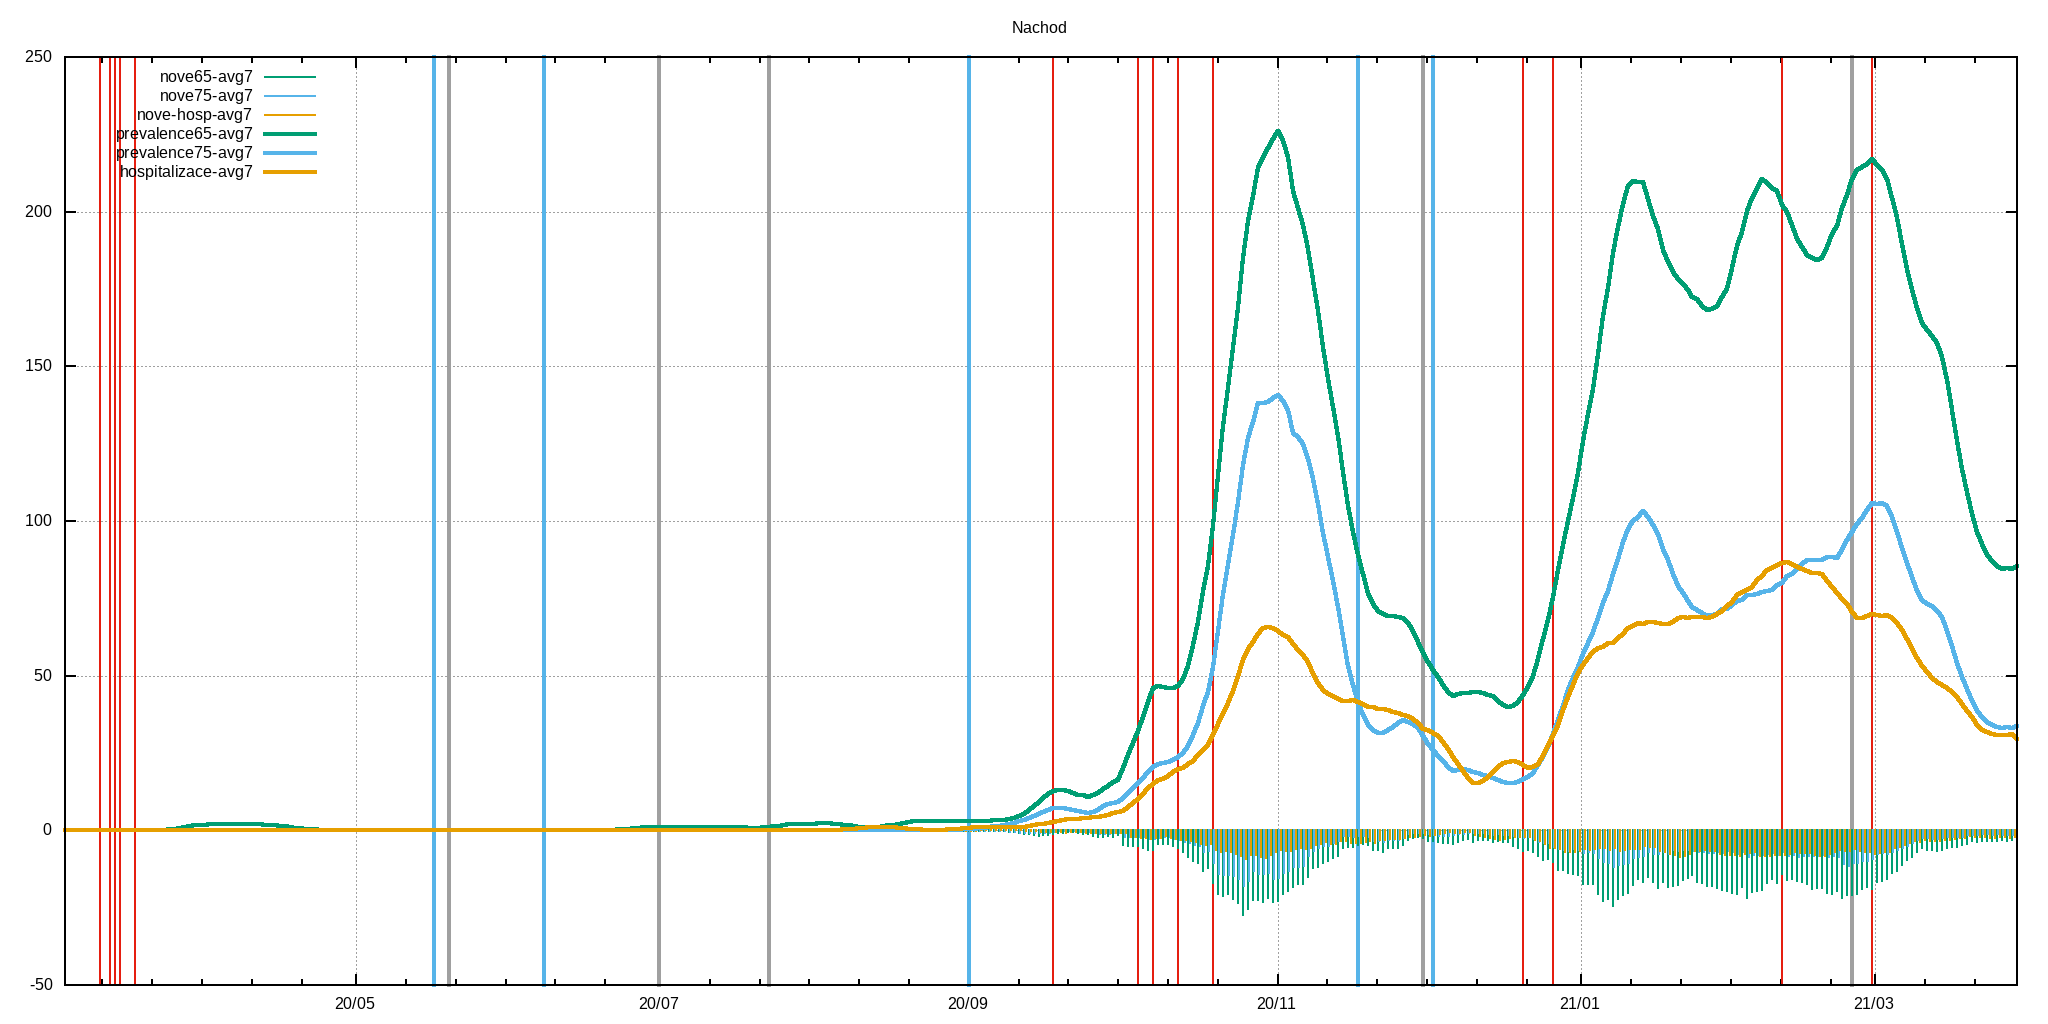 Nachod
250
200
150
100
50
0
-50
nove65-avg7
nove75-avg7
nove-hosp-avg7
prevalence65-avg7
prevalence75-avg7
hospitalizace-avg7
20/05 20/07 20/09 20/11 21/01 21/03